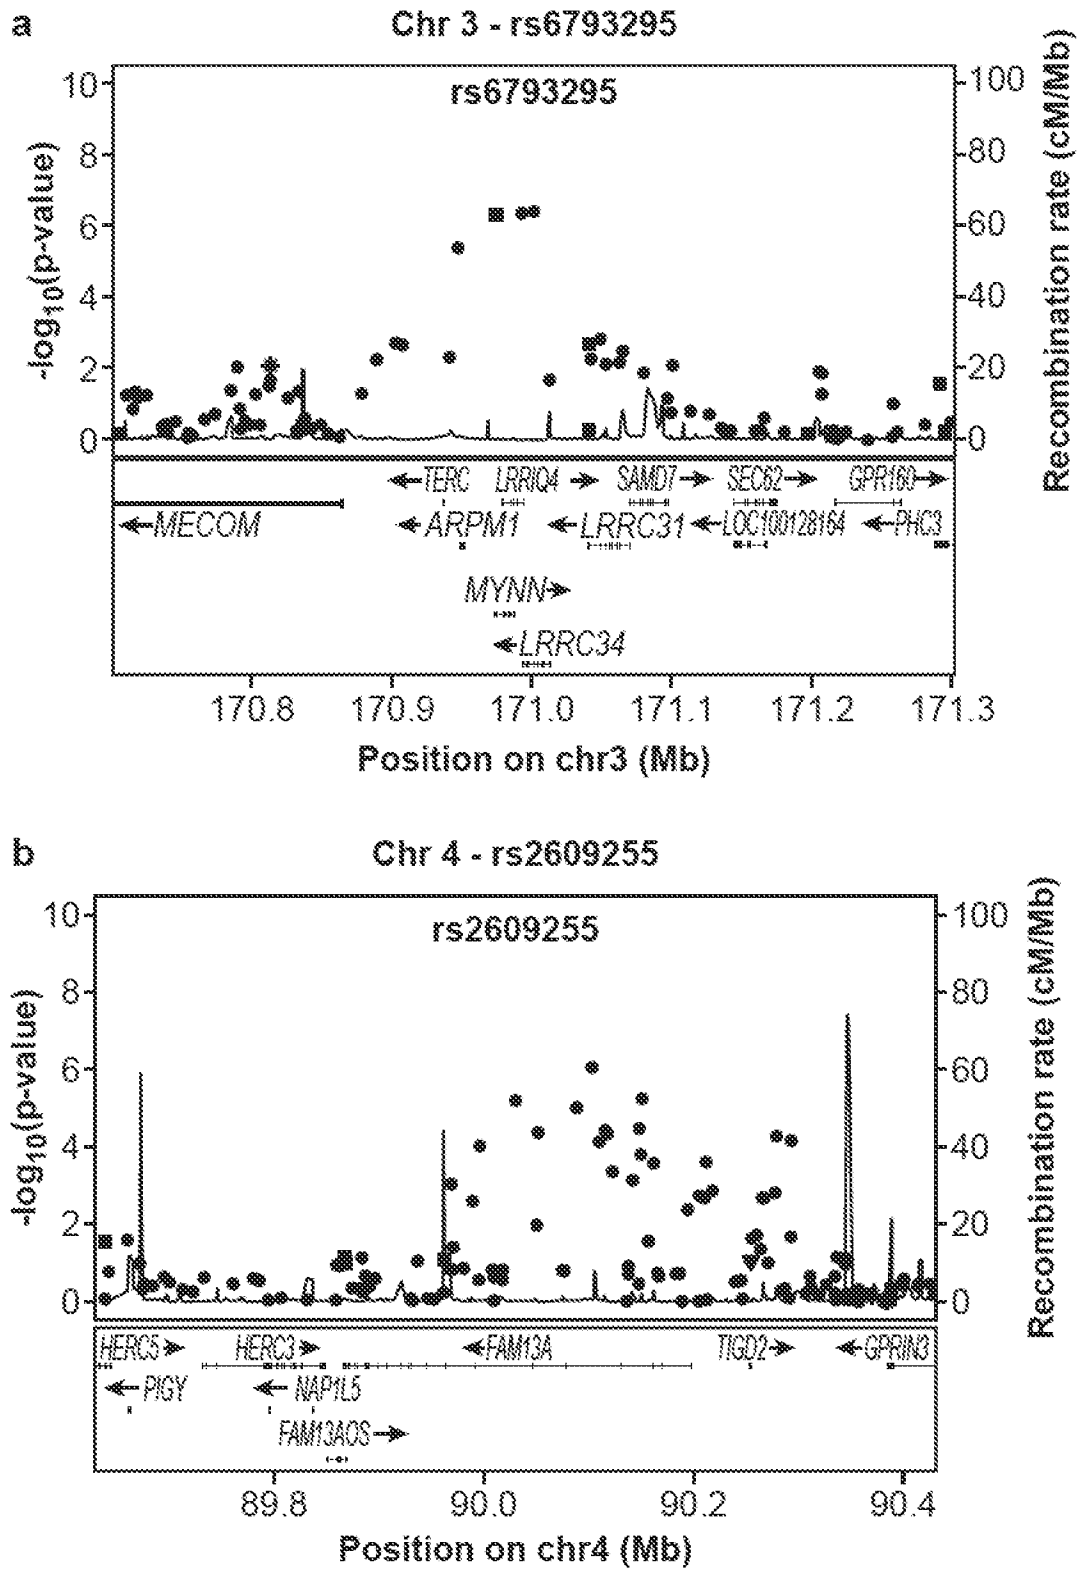 a
Chr 3 - rs6793295
rs6793295
10
8
6
4
2
0
-log10(p-value)
100
80
60
40
20
0
Recombination rate (cM/Mb)
TERC LRRIQ4 SAMD7 SEC62 GPR160
MECOM ARPM1 LRRC31 LOC100128164 PHC3
MYNN
LRRC34
170.8 170.9 171.0 171.1 171.2 171.3
Position on chr3 (Mb)
b
Chr 4 - rs2609255
rs2609255
10
8
6
4
2
0
-log10(p-value)
100
80
60
40
20
0
Recombination rate (cM/Mb)
HERC5 HERC3 FAM13A TIGD2 GPRIN3
PIGY NAP1L5
FAM13AOS
89.8 90.0 90.2 90.4
Position on chr4 (Mb)